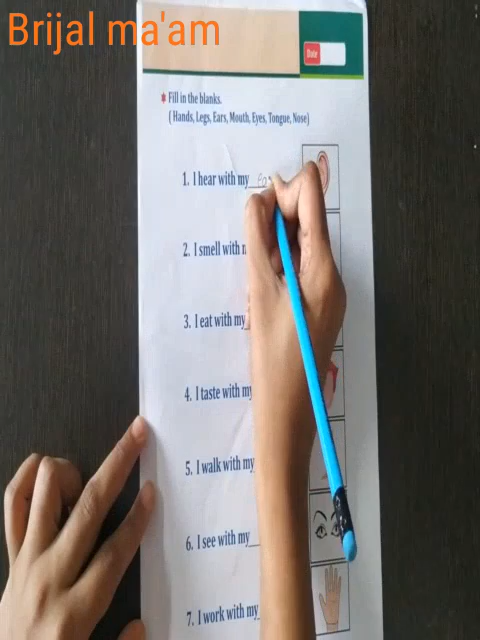 Brijal ma'am
Date
Fill in the blanks.
( Hands, Legs, Ears, Mouth, Eyes, Tongue, Nose)
1. I hear with my
2. I smell with
3. I eat with my
4. I taste with my
5. I walk with my
6. I see with my
7. I work with my